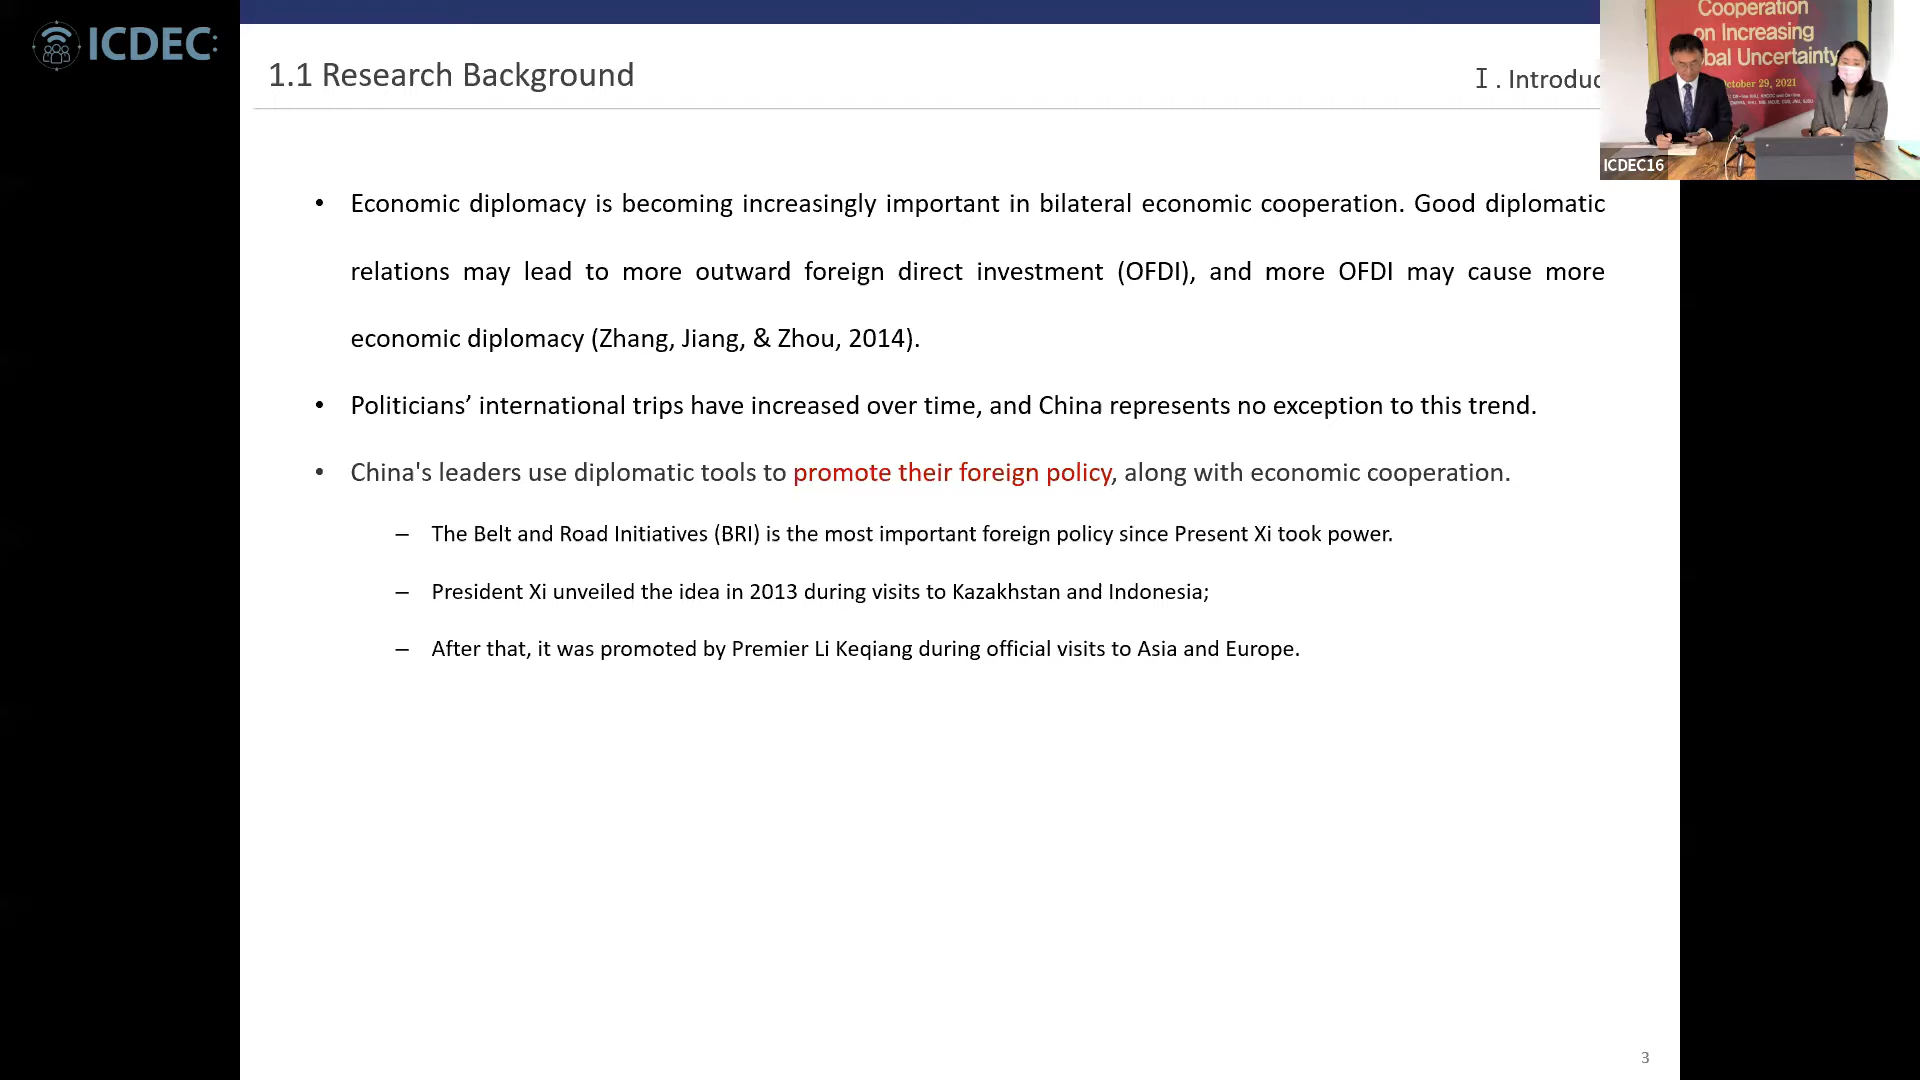 ICDEC:
1.1 Research Background
Ⅰ. Introduc
Cooperation
on Increasing
bal Uncertainty
ctober 29, 2021
ICDEC16
• Economic diplomacy is becoming increasingly important in bilateral economic cooperation. Good diplomatic
relations may lead to more outward foreign direct investment (OFDI), and more OFDI may cause more
economic diplomacy (Zhang, Jiang, & Zhou, 2014).
• Politicians’ international trips have increased over time, and China represents no exception to this trend.
• China's leaders use diplomatic tools to promote their foreign policy, along with economic cooperation.
– The Belt and Road Initiatives (BRI) is the most important foreign policy since Present Xi took power.
– President Xi unveiled the idea in 2013 during visits to Kazakhstan and Indonesia;
– After that, it was promoted by Premier Li Keqiang during official visits to Asia and Europe.
3